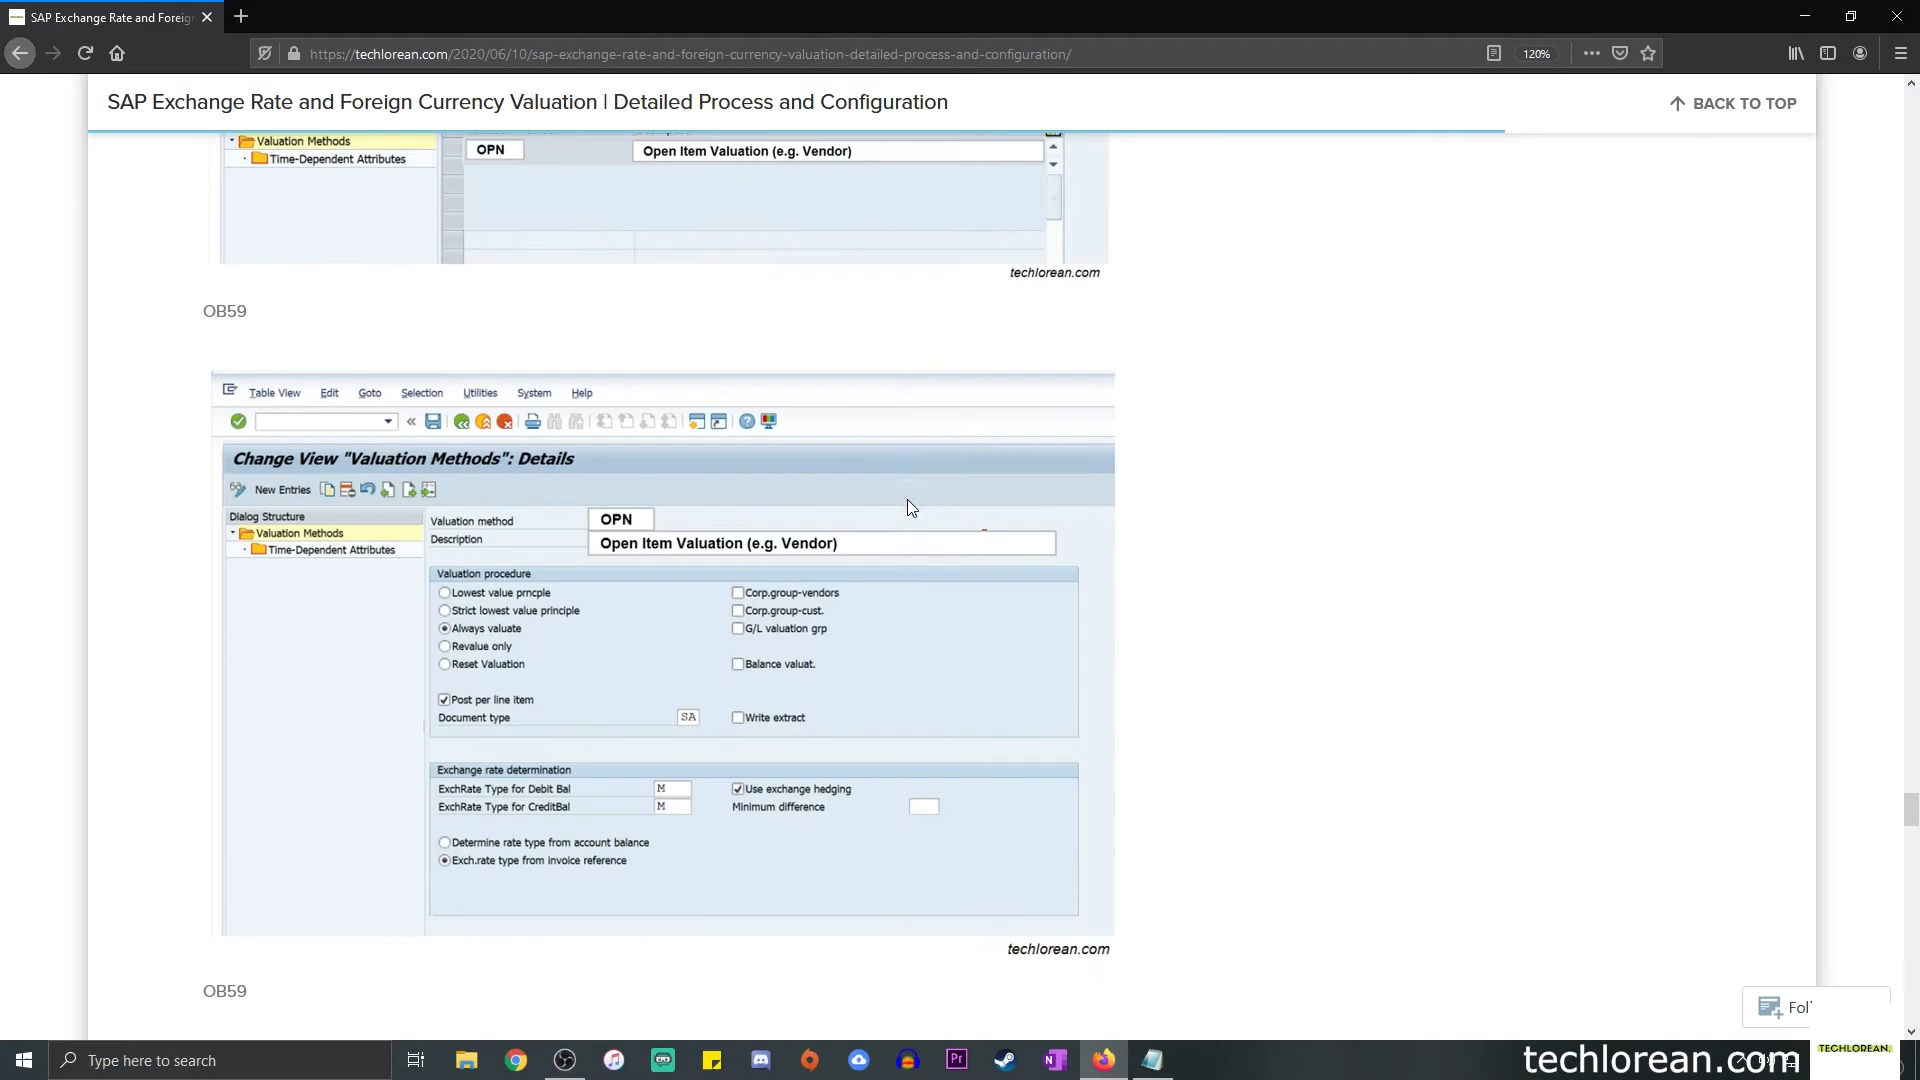 SAP Exchange Rate and Foreig
https://techlorean.com/2020/06/10/sap-exchange-rate-and-foreign-currency-valuation-detailed-process-and-configuration/
120%
SAP Exchange Rate and Foreign Currency Valuation | Detailed Process and Configuration
BACK TO TOP
Valuation Methods
Time-Dependent Attributes
OPN
Open Item Valuation (e.g. Vendor)
techlorean.com
OB59
Table View Edit Goto Selection Utilities System Help
Change View "Valuation Methods": Details
New Entries
Dialog Structure
Valuation Methods
Time-Dependent Attributes
Valuation method OPN
Description Open Item Valuation (e.g. Vendor)
Valuation procedure
Lowest value prncple Corp.group-vendors
Strict lowest value principle Corp.group-cust.
Always valuate G/L valuation grp
Revalue only
Reset Valuation Balance valuat.
Post per line item
Document type SA Write extract
Exchange rate determination
ExchRate Type for Debit Bal M Use exchange hedging
ExchRate Type for CreditBal M Minimum difference
Determine rate type from account balance
Exch.rate type from invoice reference
techlorean.com
OB59
Type here to search
techlorean.com
TECHLOREAN.